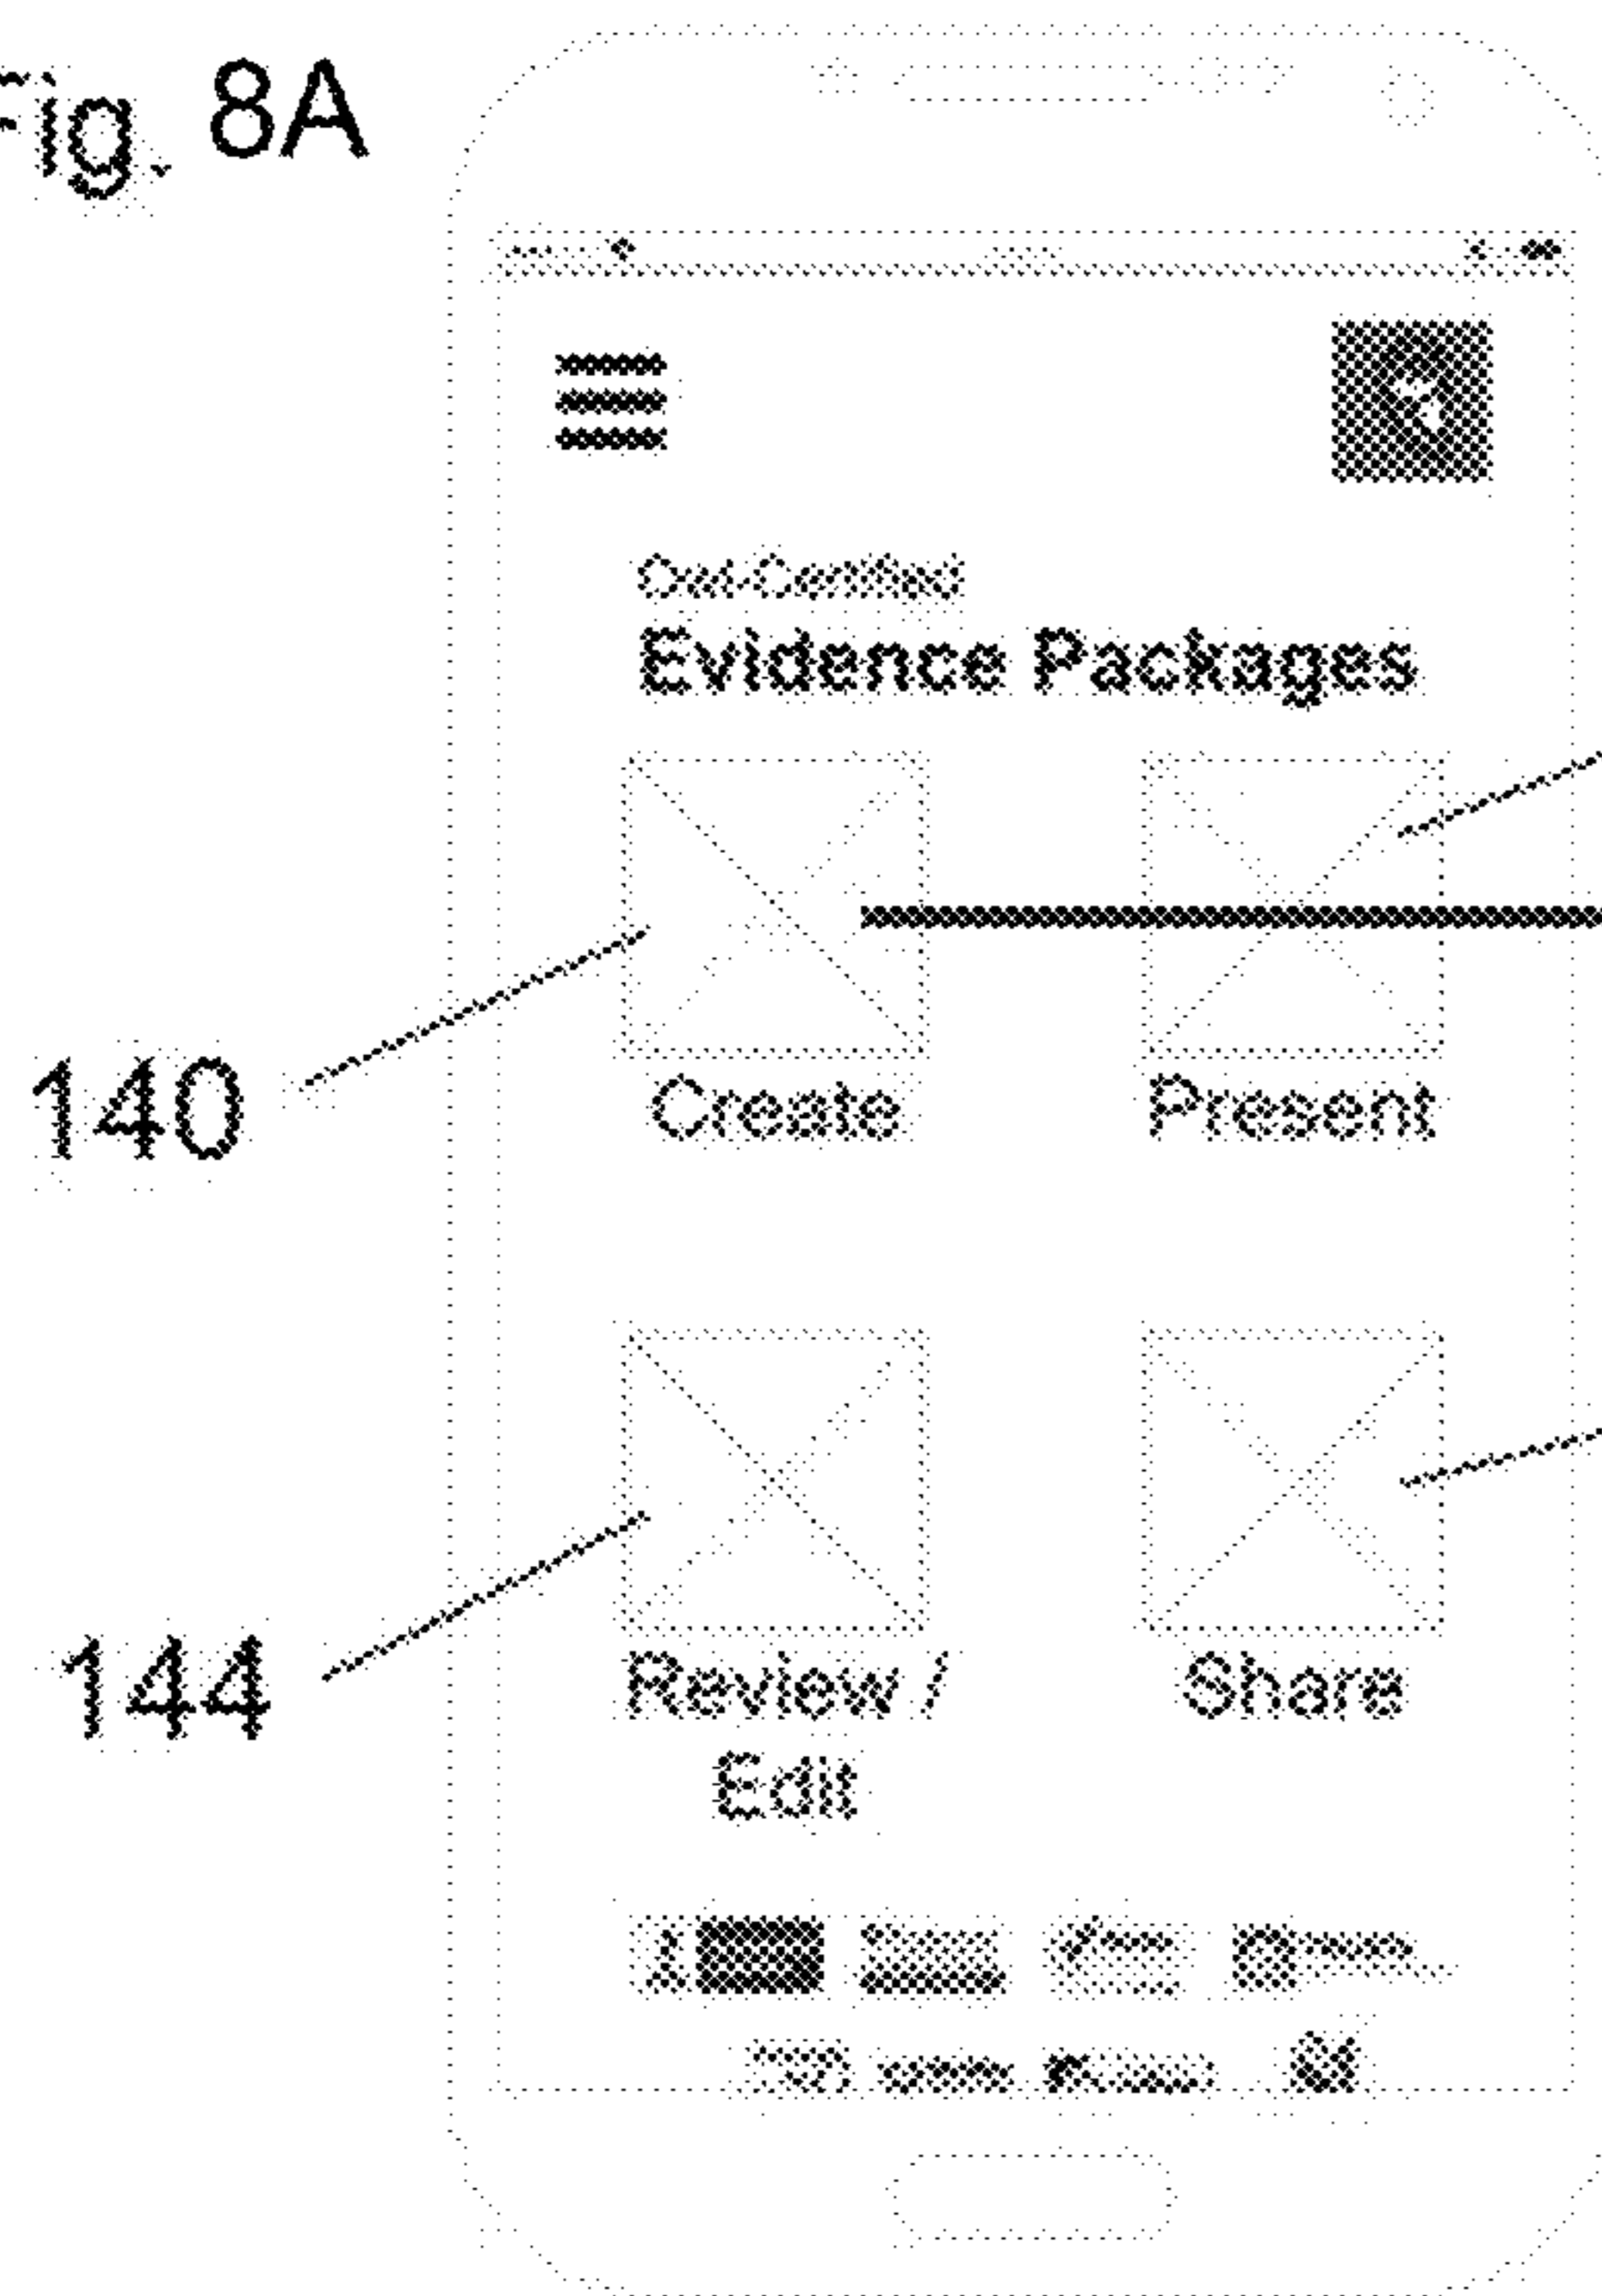 Fig. 8A
Evidence Packages
140
Create
Present
144
Review /
Edit
Share